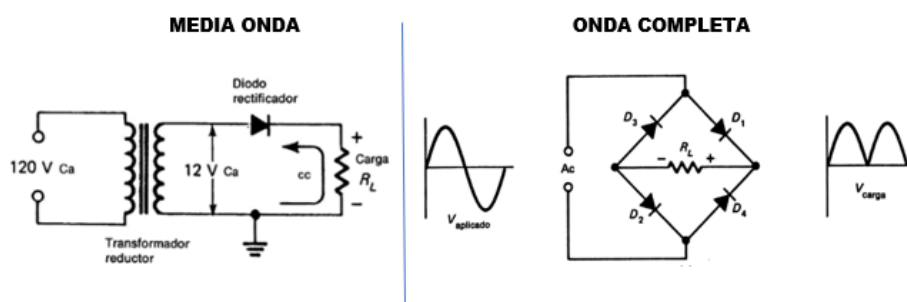 MEDIA ONDA
Diodo
rectificador
120 V Ca
12 V Ca
cc
+
Carga
R_L
−
Transformador
reductor
ONDA COMPLETA
V_aplicado
Ac
D_3
D_1
− R_L +
D_2
D_4
V_carga